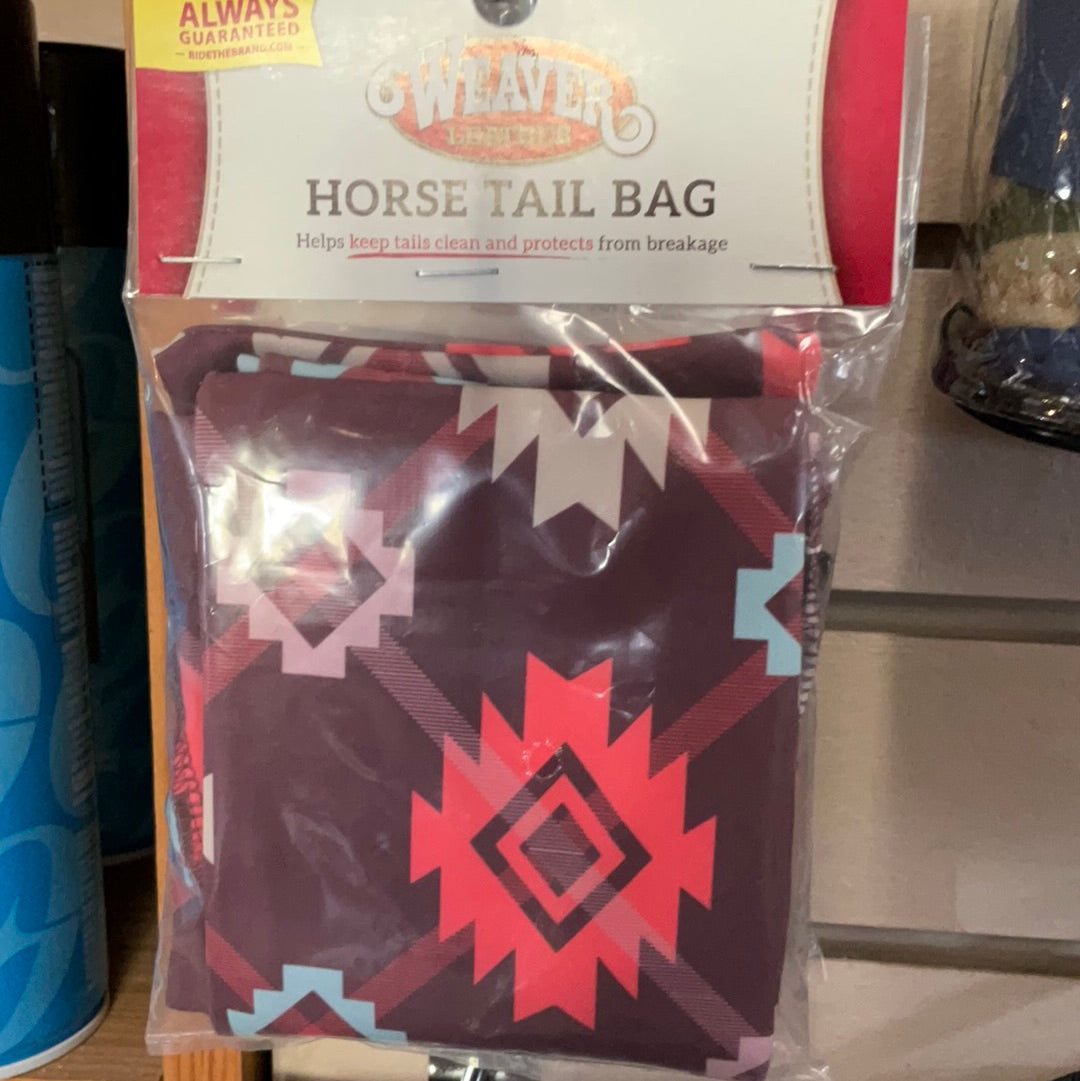 ALWAYS
GUARANTEED
— RIDETHEBRAND.COM —
WEAVER
LEATHER
HORSE TAIL BAG
Helps keep tails clean and protects from breakage